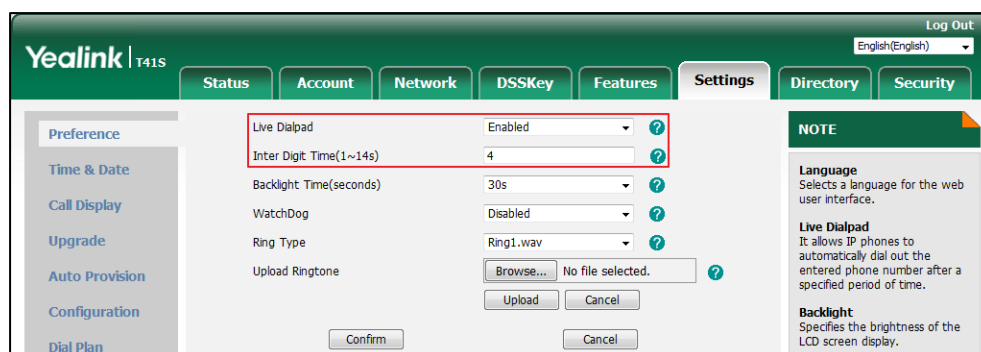 Log Out
English(English)
Yealink T41S
Status Account Network DSSKey Features Settings Directory Security
Preference
Time & Date
Call Display
Upgrade
Auto Provision
Configuration
Dial Plan
Live Dialpad Enabled ?
Inter Digit Time(1~14s) 4 ?
Backlight Time(seconds) 30s ?
WatchDog Disabled ?
Ring Type Ring1.wav ?
Upload Ringtone Browse... No file selected. ?
Upload Cancel
Confirm Cancel
NOTE
Language
Selects a language for the web
user interface.
Live Dialpad
It allows IP phones to
automatically dial out the
entered phone number after a
specified period of time.
Backlight
Specifies the brightness of the
LCD screen display.